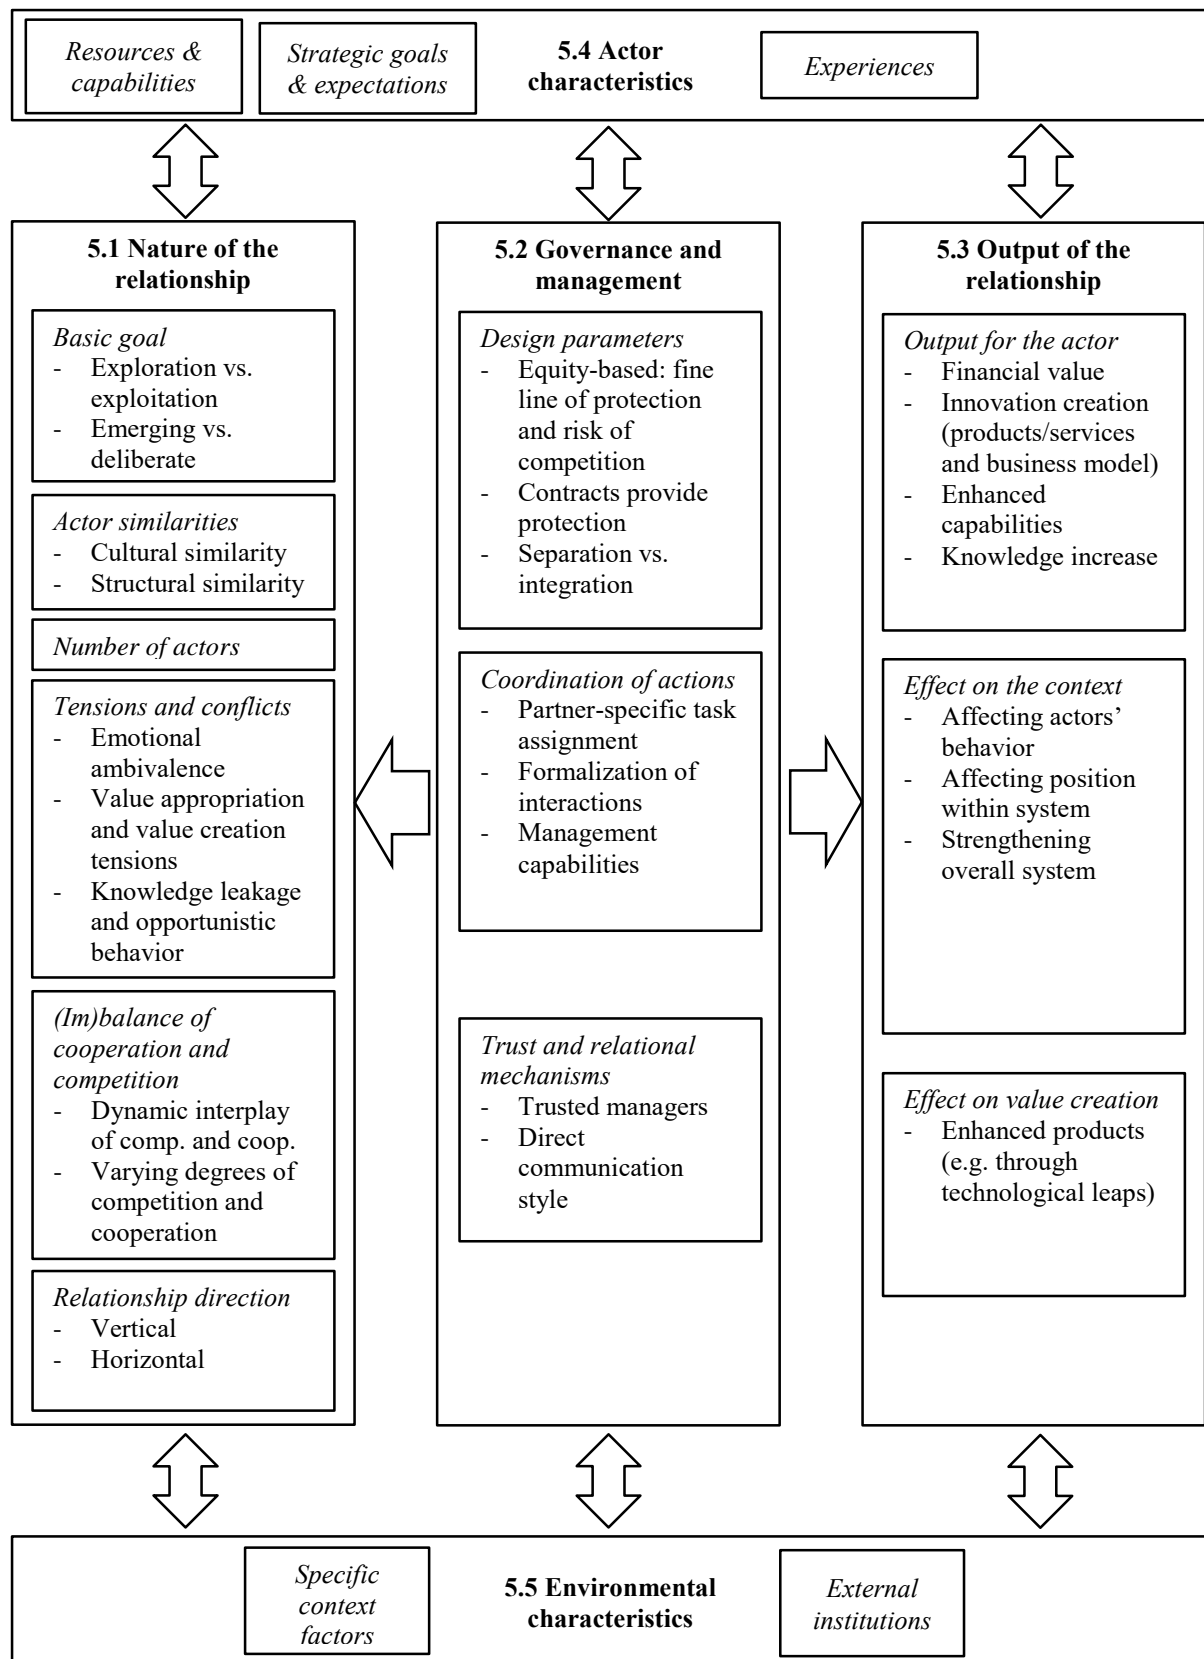 Resources &
capabilities
Strategic goals
& expectations
5.4 Actor
characteristics
Experiences
5.1 Nature of the
relationship
Basic goal
- Exploration vs.
exploitation
- Emerging vs.
deliberate
Actor similarities
- Cultural similarity
- Structural similarity
Number of actors
Tensions and conflicts
- Emotional
ambivalence
- Value appropriation
and value creation
tensions
- Knowledge leakage
and opportunistic
behavior
(Im)balance of
cooperation and
competition
- Dynamic interplay
of comp. and coop.
- Varying degrees of
competition and
cooperation
Relationship direction
- Vertical
- Horizontal
5.2 Governance and
management
Design parameters
- Equity-based: fine
line of protection
and risk of
competition
- Contracts provide
protection
- Separation vs.
integration
Coordination of actions
- Partner-specific task
assignment
- Formalization of
interactions
- Management
capabilities
Trust and relational
mechanisms
- Trusted managers
- Direct
communication
style
5.3 Output of the
relationship
Output for the actor
- Financial value
- Innovation creation
(products/services
and business model)
- Enhanced
capabilities
- Knowledge increase
Effect on the context
- Affecting actors’
behavior
- Affecting position
within system
- Strengthening
overall system
Effect on value creation
- Enhanced products
(e.g. through
technological leaps)
Specific
context
factors
5.5 Environmental
characteristics
External
institutions